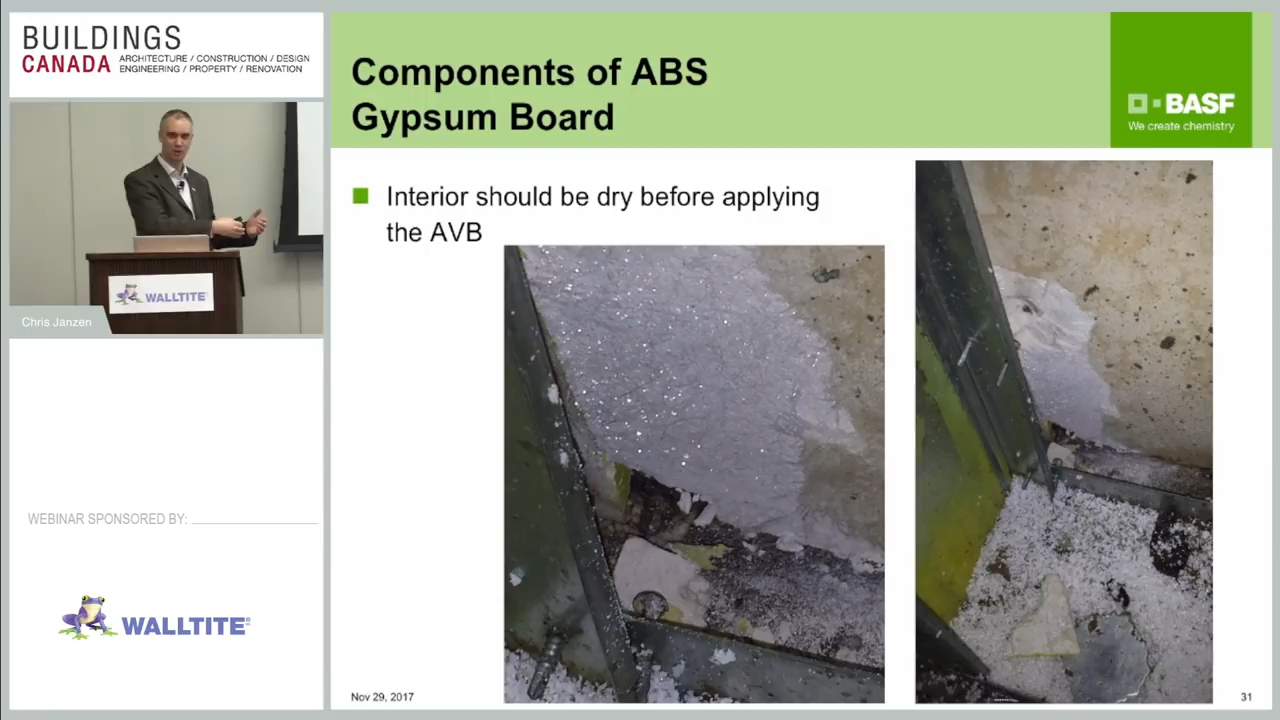 BUILDINGS
CANADA
ARCHITECTURE / CONSTRUCTION / DESIGN
ENGINEERING / PROPERTY / RENOVATION
Components of ABS
Gypsum Board
BASF
We create chemistry
Interior should be dry before applying
the AVB
WALLTITE
Chris Janzen
WEBINAR SPONSORED BY:
WALLTITE®
Nov 29, 2017
31